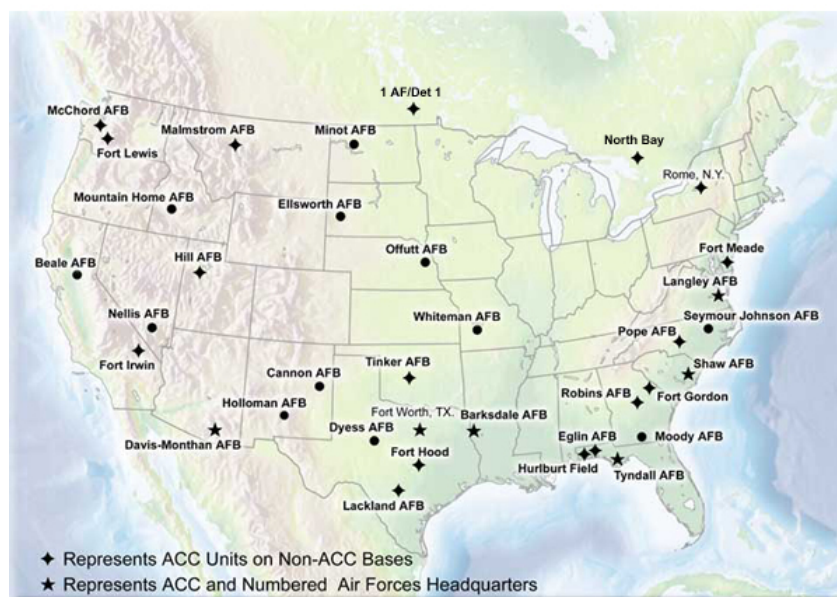 1 AF/Det 1
McChord AFB
Malmstrom AFB
Minot AFB
North Bay
Fort Lewis
Rome, N.Y.
Mountain Home AFB
Ellsworth AFB
Offutt AFB
Fort Meade
Beale AFB
Hill AFB
Langley AFB
Nellis AFB
Whiteman AFB
Seymour Johnson AFB
Pope AFB
Fort Irwin
Tinker AFB
Shaw AFB
Cannon AFB
Robins AFB
Fort Gordon
Holloman AFB
Fort Worth, TX.
Barksdale AFB
Dyess AFB
Davis-Monthan AFB
Eglin AFB
Moody AFB
Fort Hood
Hurlburt Field
Tyndall AFB
Lackland AFB
Represents ACC Units on Non-ACC Bases
Represents ACC and Numbered Air Forces Headquarters